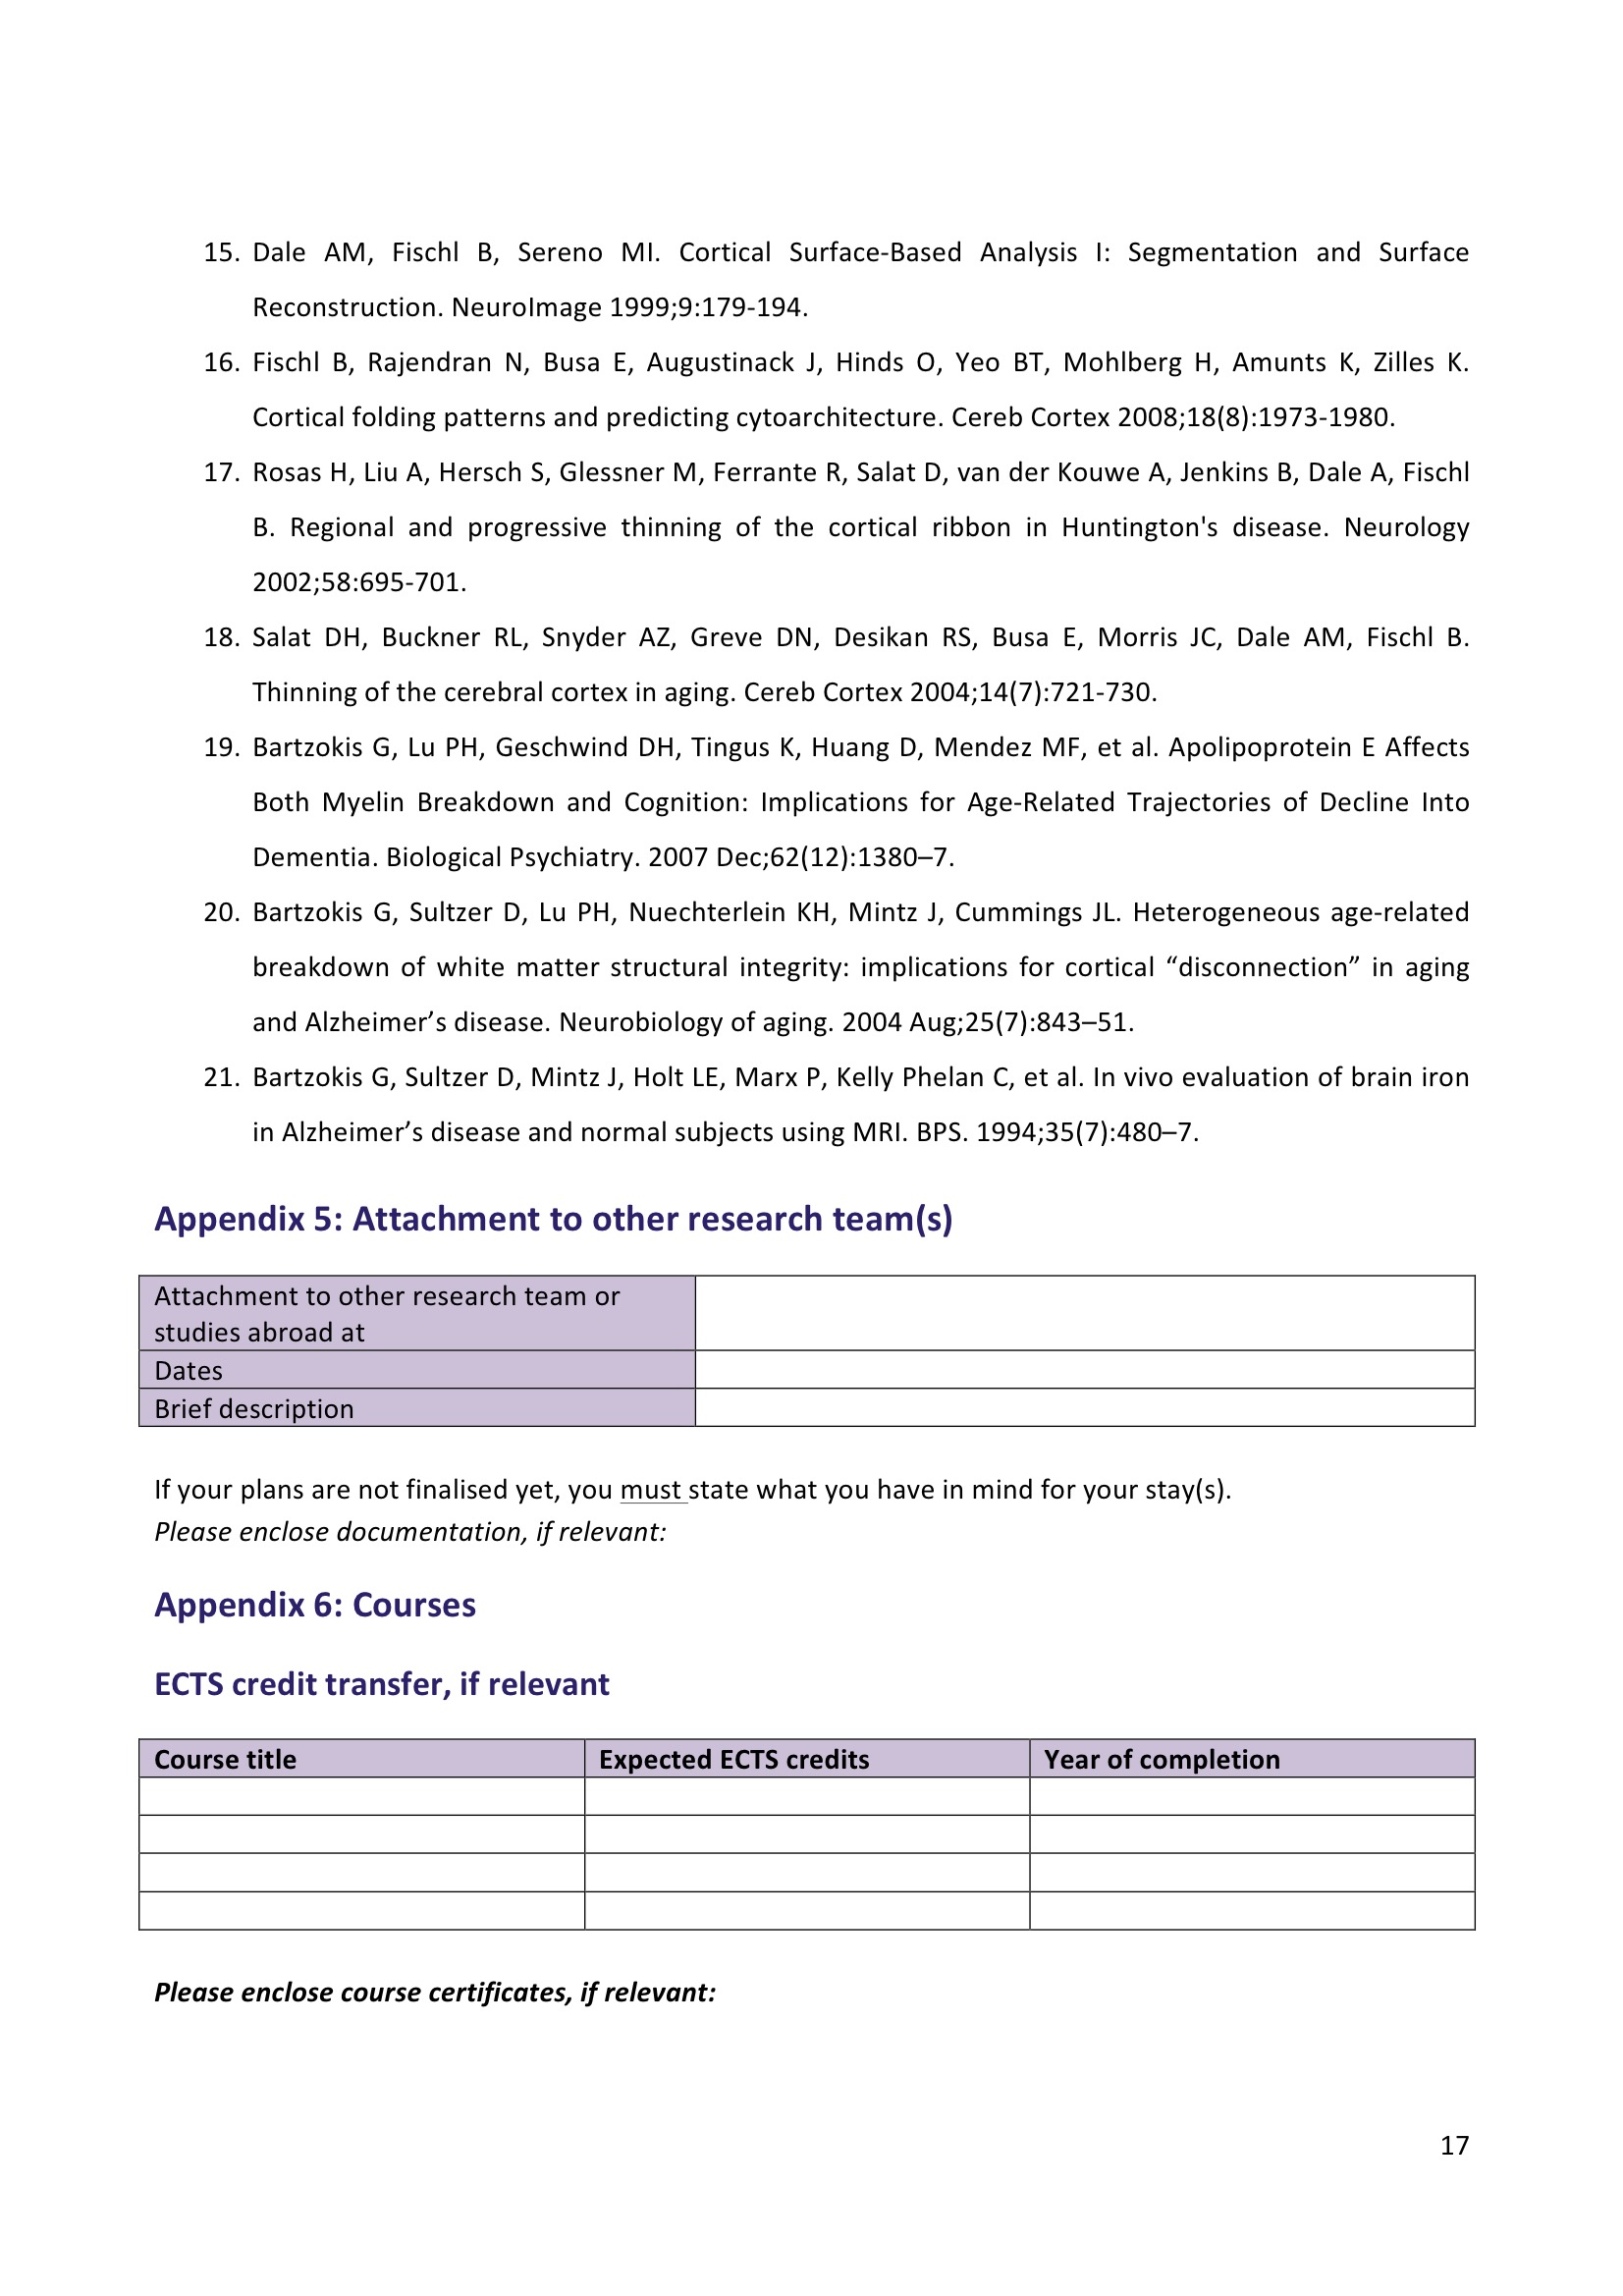 15. Dale AM, Fischl B, Sereno MI. Cortical Surface-Based Analysis I: Segmentation and Surface
Reconstruction. NeuroImage 1999;9:179-194.
16. Fischl B, Rajendran N, Busa E, Augustinack J, Hinds O, Yeo BT, Mohlberg H, Amunts K, Zilles K.
Cortical folding patterns and predicting cytoarchitecture. Cereb Cortex 2008;18(8):1973-1980.
17. Rosas H, Liu A, Hersch S, Glessner M, Ferrante R, Salat D, van der Kouwe A, Jenkins B, Dale A, Fischl
B. Regional and progressive thinning of the cortical ribbon in Huntington's disease. Neurology
2002;58:695-701.
18. Salat DH, Buckner RL, Snyder AZ, Greve DN, Desikan RS, Busa E, Morris JC, Dale AM, Fischl B.
Thinning of the cerebral cortex in aging. Cereb Cortex 2004;14(7):721-730.
19. Bartzokis G, Lu PH, Geschwind DH, Tingus K, Huang D, Mendez MF, et al. Apolipoprotein E Affects
Both Myelin Breakdown and Cognition: Implications for Age-Related Trajectories of Decline Into
Dementia. Biological Psychiatry. 2007 Dec;62(12):1380–7.
20. Bartzokis G, Sultzer D, Lu PH, Nuechterlein KH, Mintz J, Cummings JL. Heterogeneous age-related
breakdown of white matter structural integrity: implications for cortical “disconnection” in aging
and Alzheimer’s disease. Neurobiology of aging. 2004 Aug;25(7):843–51.
21. Bartzokis G, Sultzer D, Mintz J, Holt LE, Marx P, Kelly Phelan C, et al. In vivo evaluation of brain iron
in Alzheimer’s disease and normal subjects using MRI. BPS. 1994;35(7):480–7.
Appendix 5: Attachment to other research team(s)
Attachment to other research team or
studies abroad at
Dates
Brief description
If your plans are not finalised yet, you must state what you have in mind for your stay(s).
Please enclose documentation, if relevant:
Appendix 6: Courses
ECTS credit transfer, if relevant
Course title Expected ECTS credits Year of completion
Please enclose course certificates, if relevant:
17